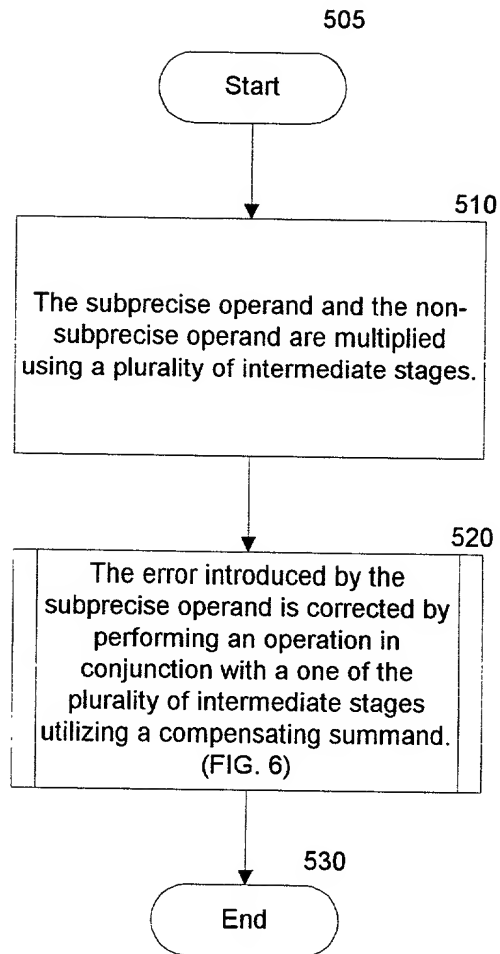 505
Start
510
The subprecise operand and the non-
subprecise operand are multiplied
using a plurality of intermediate stages.
520
The error introduced by the
subprecise operand is corrected by
performing an operation in
conjunction with a one of the
plurality of intermediate stages
utilizing a compensating summand.
(FIG. 6)
530
End